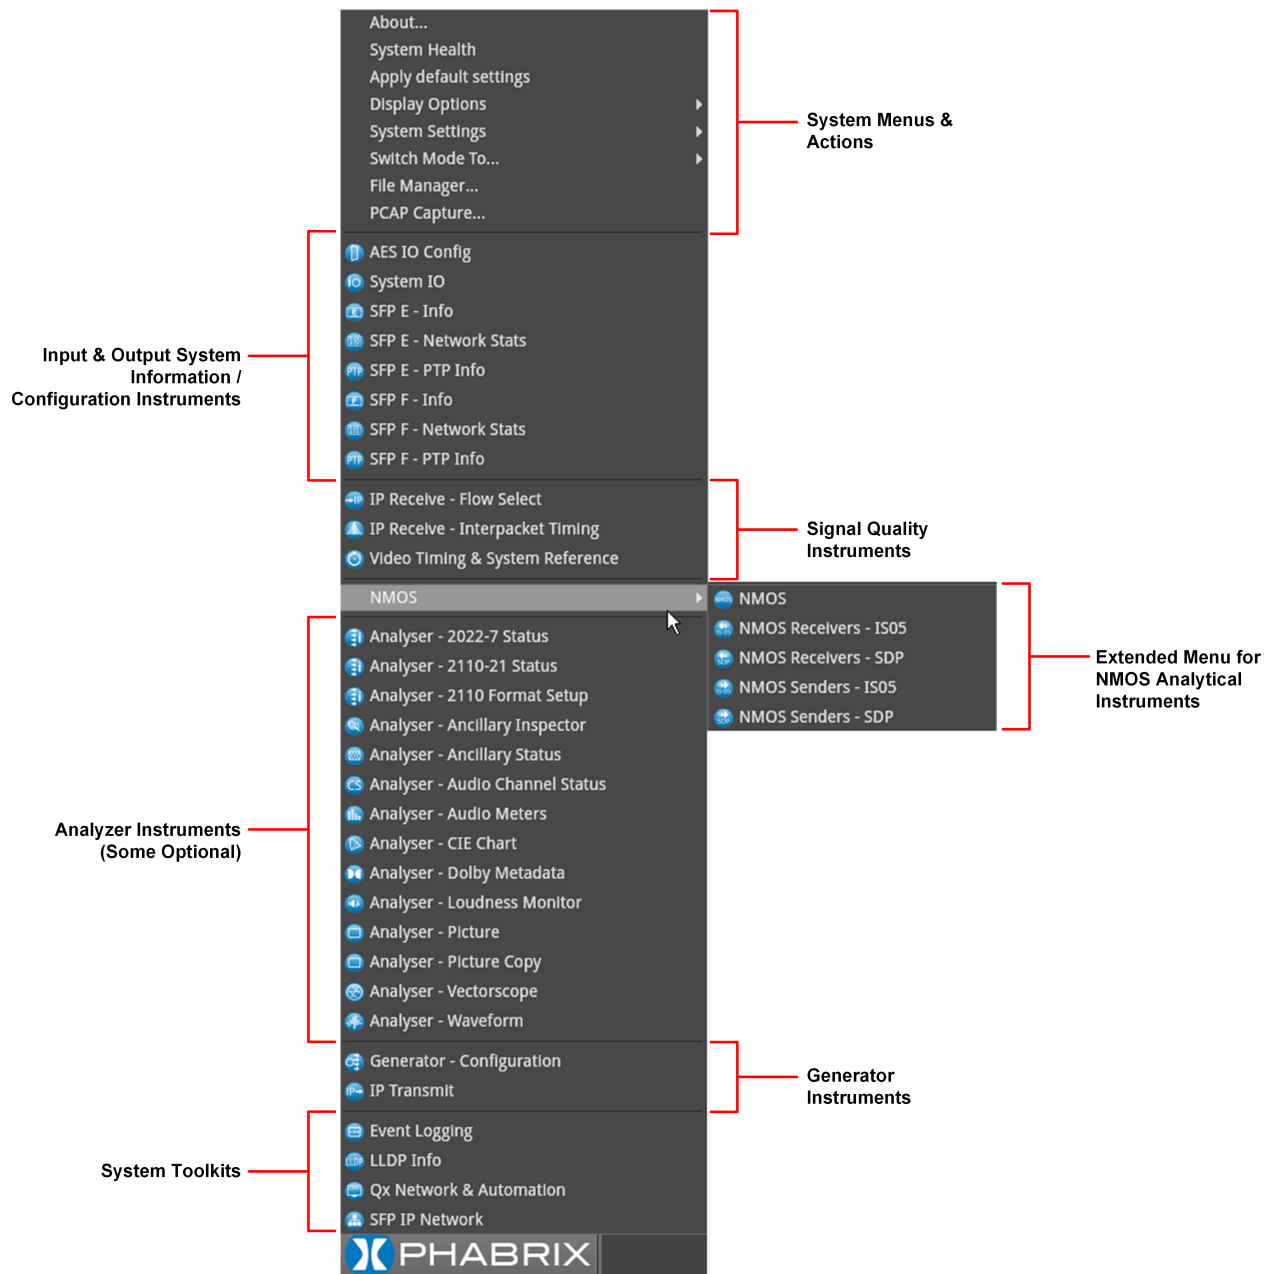 About...
System Health
Apply default settings
Display Options
System Settings
Switch Mode To...
File Manager...
PCAP Capture...
System Menus &
Actions
AES IO Config
System IO
SFP E - Info
SFP E - Network Stats
SFP E - PTP Info
SFP F - Info
SFP F - Network Stats
SFP F - PTP Info
Input & Output System
Information /
Configuration Instruments
IP Receive - Flow Select
IP Receive - Interpacket Timing
Video Timing & System Reference
Signal Quality
Instruments
NMOS
NMOS
NMOS Receivers - IS05
NMOS Receivers - SDP
NMOS Senders - IS05
NMOS Senders - SDP
Extended Menu for
NMOS Analytical
Instruments
Analyser - 2022-7 Status
Analyser - 2110-21 Status
Analyser - 2110 Format Setup
Analyser - Ancillary Inspector
Analyser - Ancillary Status
Analyser - Audio Channel Status
Analyser - Audio Meters
Analyser - CIE Chart
Analyser - Dolby Metadata
Analyser - Loudness Monitor
Analyser - Picture
Analyser - Picture Copy
Analyser - Vectorscope
Analyser - Waveform
Analyzer Instruments
(Some Optional)
Generator - Configuration
IP Transmit
Generator
Instruments
Event Logging
LLDP Info
Qx Network & Automation
SFP IP Network
System Toolkits
PHABRIX